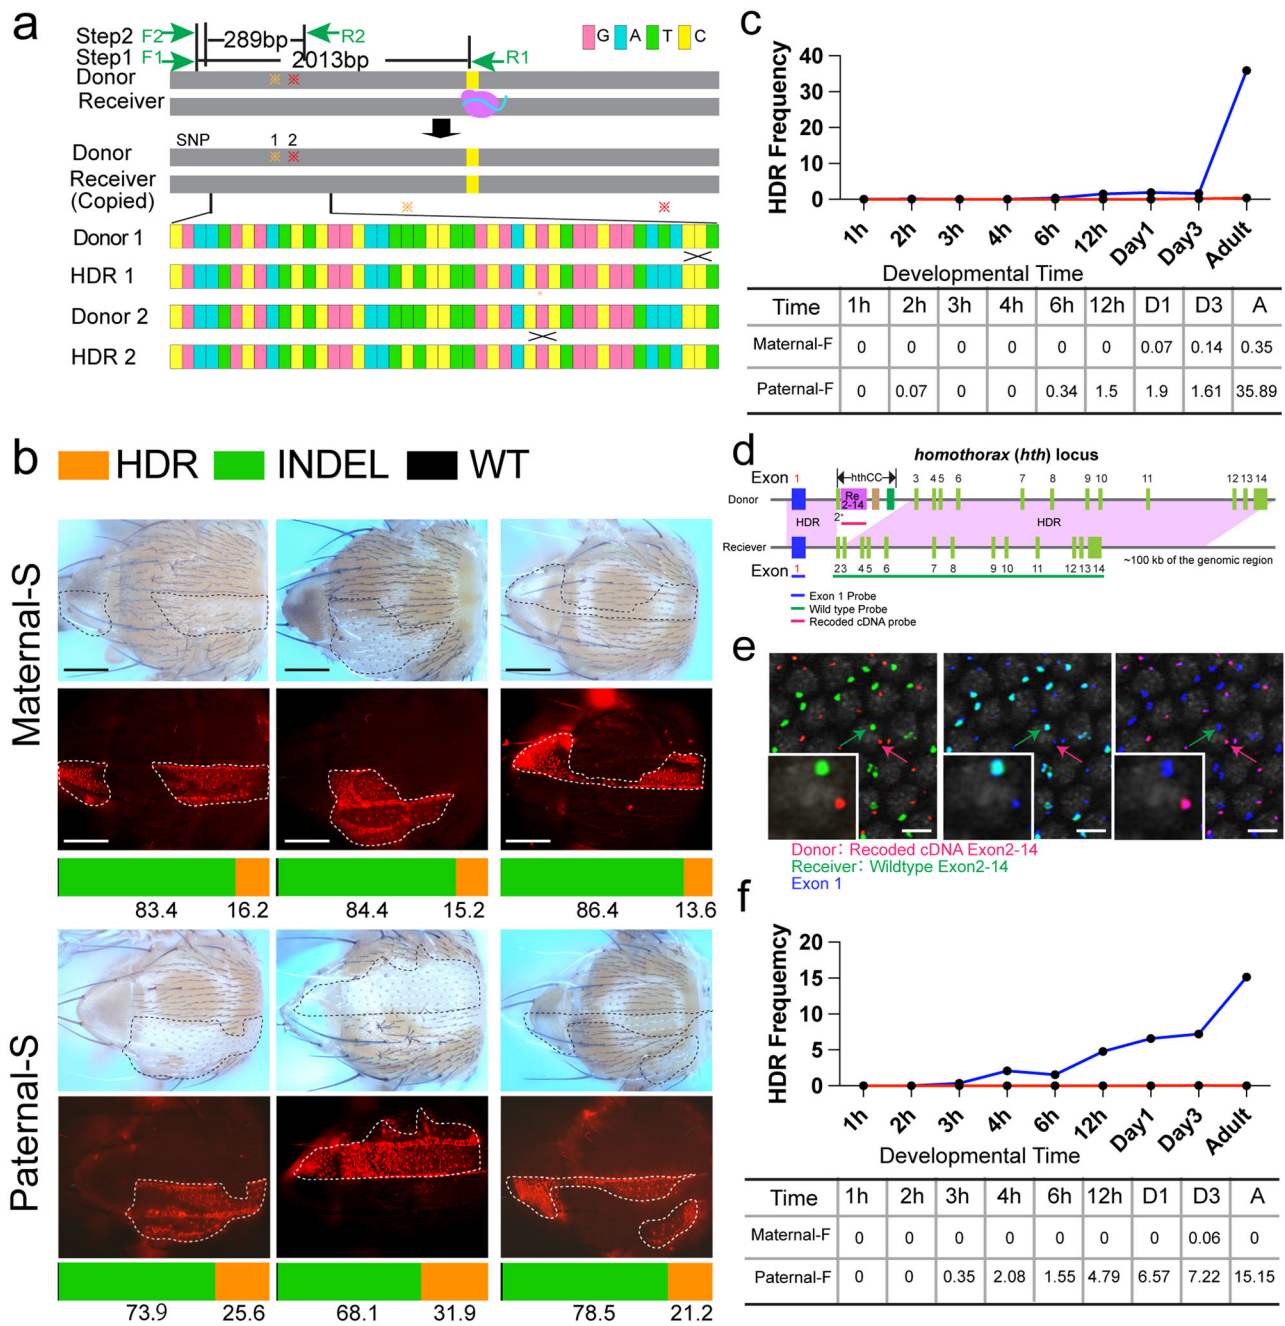 a
Step2 F2 289bp R2
Step1 F1 2013bp R1
G A T C
Donor
Receiver
SNP 1 2
Donor
Receiver
(Copied)
Donor 1
HDR 1
Donor 2
HDR 2
b
HDR INDEL WT
Maternal-S
83.4 16.2
84.4 15.2
86.4 13.6
Paternal-S
73.9 25.6
68.1 31.9
78.5 21.2
c
HDR Frequency
40
30
20
10
0
1h 2h 3h 4h 6h 12h Day1 Day3 Adult
Developmental Time
Time 1h 2h 3h 4h 6h 12h D1 D3 A
Maternal-F 0 0 0 0 0 0 0.07 0.14 0.35
Paternal-F 0 0.07 0 0 0.34 1.5 1.9 1.61 35.89
d
homothorax (hth) locus
Exon 1 hthCC 3 4 5 6 7 8 9 10 11 12 13 14
Donor Re 2-14
HDR 2* HDR
Reciever
~100 kb of the genomic region
Exon 1 2 3 4 5 6 7 8 9 10 11 12 13 14
Exon 1 Probe
Wild type Probe
Recoded cDNA probe
e
Donor: Recoded cDNA Exon2-14
Receiver: Wildtype Exon2-14
Exon 1
f
HDR Frequemcy
20
15
10
5
0
1h 2h 3h 4h 6h 12h Day1 Day3 Adult
Developmental Time
Time 1h 2h 3h 4h 6h 12h D1 D3 A
Maternal-F 0 0 0 0 0 0 0 0.06 0
Paternal-F 0 0 0.35 2.08 1.55 4.79 6.57 7.22 15.15